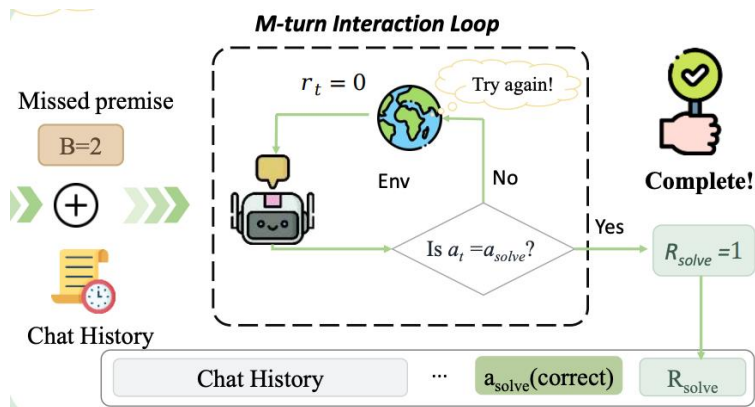 M-turn Interaction Loop
Missed premise
B=2
Chat History
r_t = 0
Try again!
Env
No
Is a_t =a_solve?
Yes
Complete!
R_solve =1
Chat History
...
a_solve(correct)
R_solve